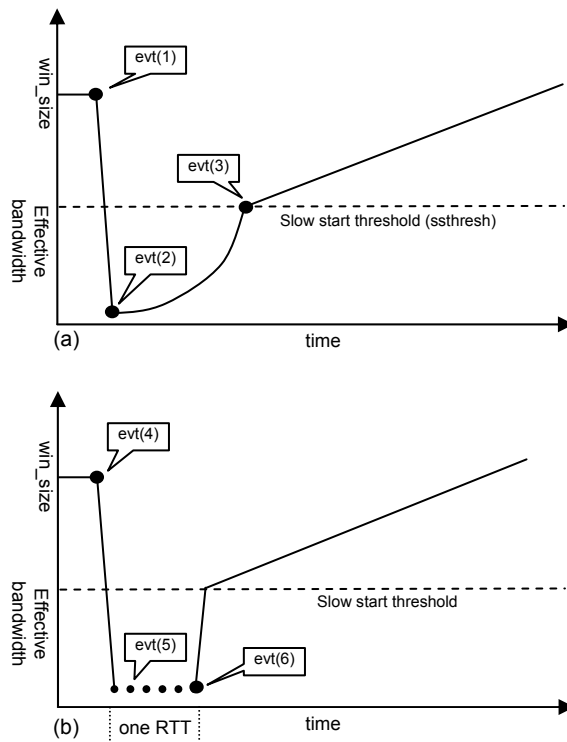 evt(1)
win_size
evt(3)
Effective
bandwidth
Slow start threshold (ssthresh)
evt(2)
(a)
time
evt(4)
win_size
Effective
bandwidth
Slow start threshold
evt(5)
evt(6)
(b)
one RTT
time